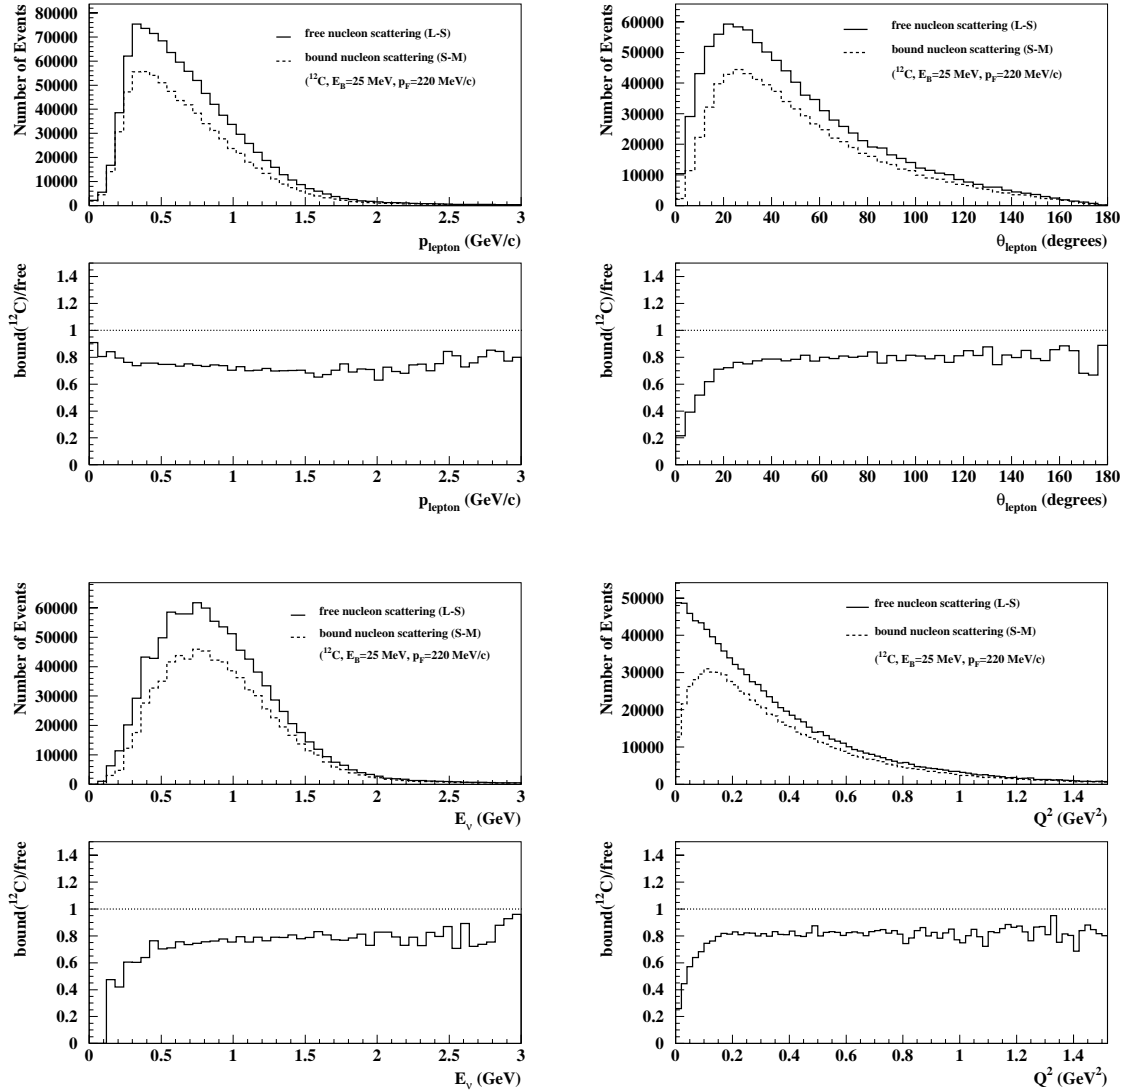 Number of Events
80000
70000
60000
50000
40000
30000
20000
10000
0
free nucleon scattering (L-S)
bound nucleon scattering (S-M)
(¹²C, E_B=25 MeV, p_F=220 MeV/c)
0 0.5 1 1.5 2 2.5 3
p_lepton (GeV/c)
Number of Events
60000
50000
40000
30000
20000
10000
0
free nucleon scattering (L-S)
bound nucleon scattering (S-M)
(¹²C, E_B=25 MeV, p_F=220 MeV/c)
0 20 40 60 80 100 120 140 160 180
θ_lepton (degrees)
bound(¹²C)/free
1.4
1.2
1
0.8
0.6
0.4
0.2
0
0 0.5 1 1.5 2 2.5 3
p_lepton (GeV/c)
bound(¹²C)/free
1.4
1.2
1
0.8
0.6
0.4
0.2
0
0 20 40 60 80 100 120 140 160 180
θ_lepton (degrees)
Number of Events
60000
50000
40000
30000
20000
10000
0
free nucleon scattering (L-S)
bound nucleon scattering (S-M)
(¹²C, E_B=25 MeV, p_F=220 MeV/c)
0 0.5 1 1.5 2 2.5 3
E_ν (GeV)
Number of Events
50000
40000
30000
20000
10000
0
free nucleon scattering (L-S)
bound nucleon scattering (S-M)
(¹²C, E_B=25 MeV, p_F=220 MeV/c)
0 0.2 0.4 0.6 0.8 1 1.2 1.4
Q² (GeV²)
bound(¹²C)/free
1.4
1.2
1
0.8
0.6
0.4
0.2
0
0 0.5 1 1.5 2 2.5 3
E_ν (GeV)
bound(¹²C)/free
1.4
1.2
1
0.8
0.6
0.4
0.2
0
0 0.2 0.4 0.6 0.8 1 1.2 1.4
Q² (GeV²)